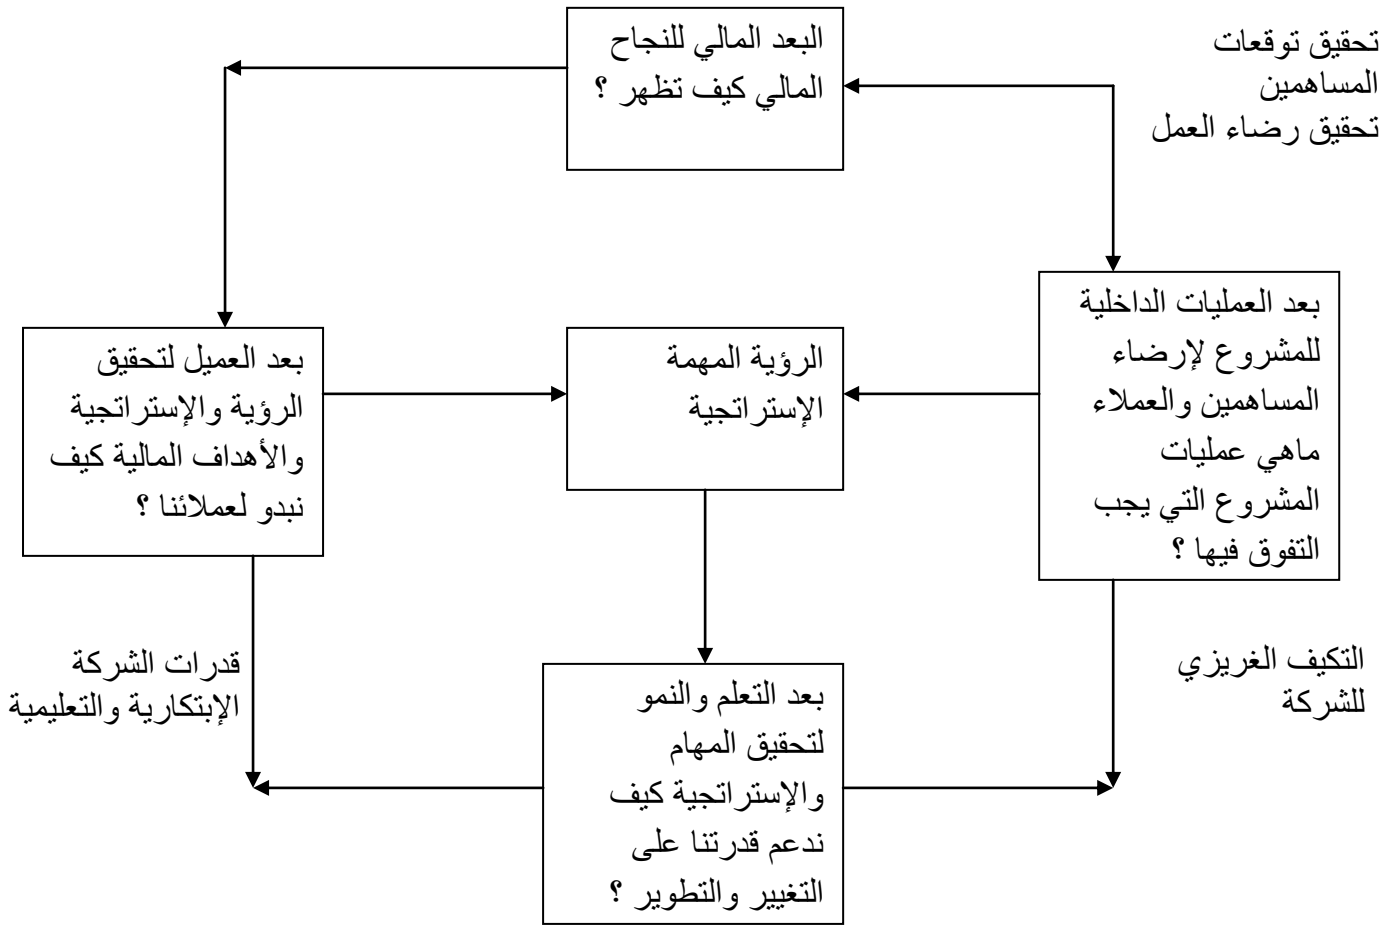 البعد المالي للنجاح
المالي كيف تظهر ؟
تحقيق توقعات
المساهمين
تحقيق رضاء العمل
بعد العمليات الداخلية
للمشروع لإرضاء
المساهمين والعملاء
ماهي عمليات
المشروع التي يجب
التفوق فيها ؟
الرؤية المهمة
الإستراتجية
بعد العميل لتحقيق
الرؤية والإستراتجية
والأهداف المالية كيف
نبدو لعملائنا ؟
التكيف الغريزي
للشركة
بعد التعلم والنمو
لتحقيق المهام
والإستراتجية كيف
ندعم قدرتنا على
التغيير والتطوير ؟
قدرات الشركة
الإبتكارية والتعليمية